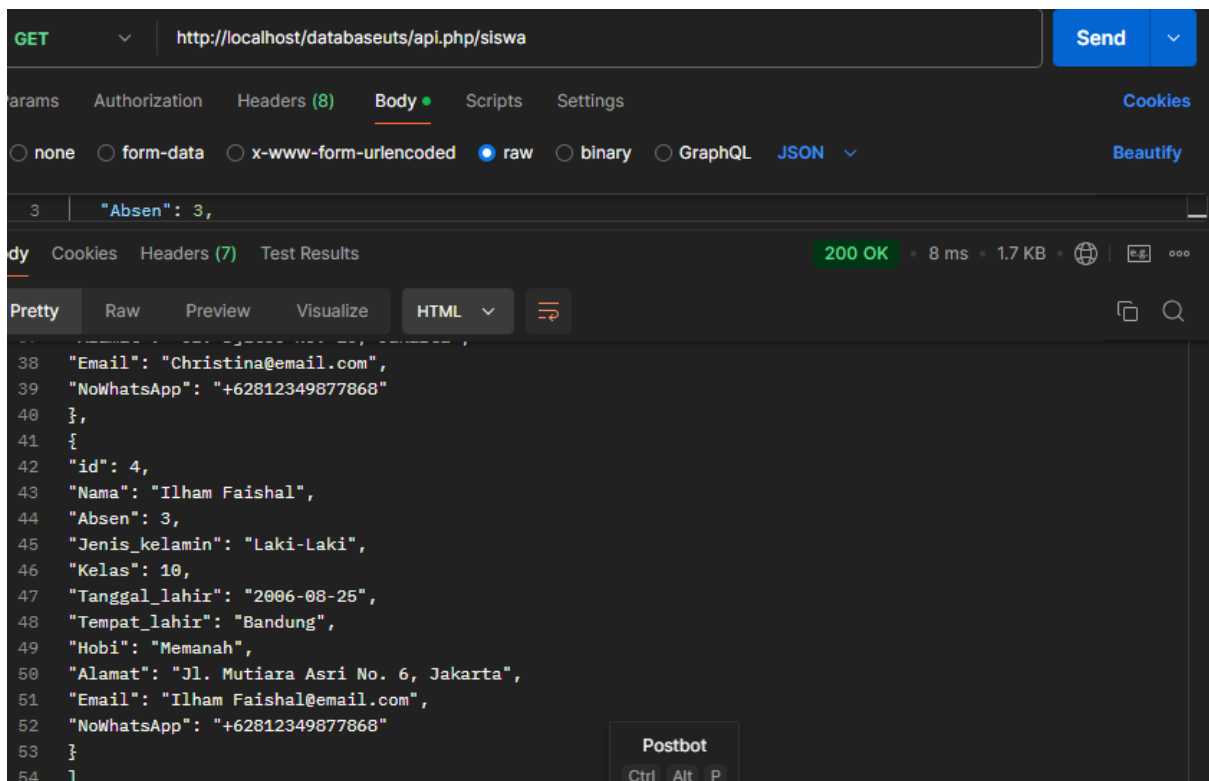 GET http://localhost/databaseuts/api.php/siswa Send
Params Authorization Headers (8) Body Scripts Settings Cookies
none form-data x-www-form-urlencoded raw binary GraphQL JSON Beautify
3 "Absen": 3,
dy Cookies Headers (7) Test Results 200 OK 8 ms 1.7 KB e.g.
Pretty Raw Preview Visualize HTML
38 "Email": "Christina@email.com",
39 "NoWhatsApp": "+62812349877868"
40 },
41 {
42 "id": 4,
43 "Nama": "Ilham Faishal",
44 "Absen": 3,
45 "Jenis_kelamin": "Laki-Laki",
46 "Kelas": 10,
47 "Tanggal_lahir": "2006-08-25",
48 "Tempat_lahir": "Bandung",
49 "Hobi": "Memanah",
50 "Alamat": "Jl. Mutiara Asri No. 6, Jakarta",
51 "Email": "Ilham Faishal@email.com",
52 "NoWhatsApp": "+62812349877868"
53 }
54 ]
Postbot
Ctrl Alt P